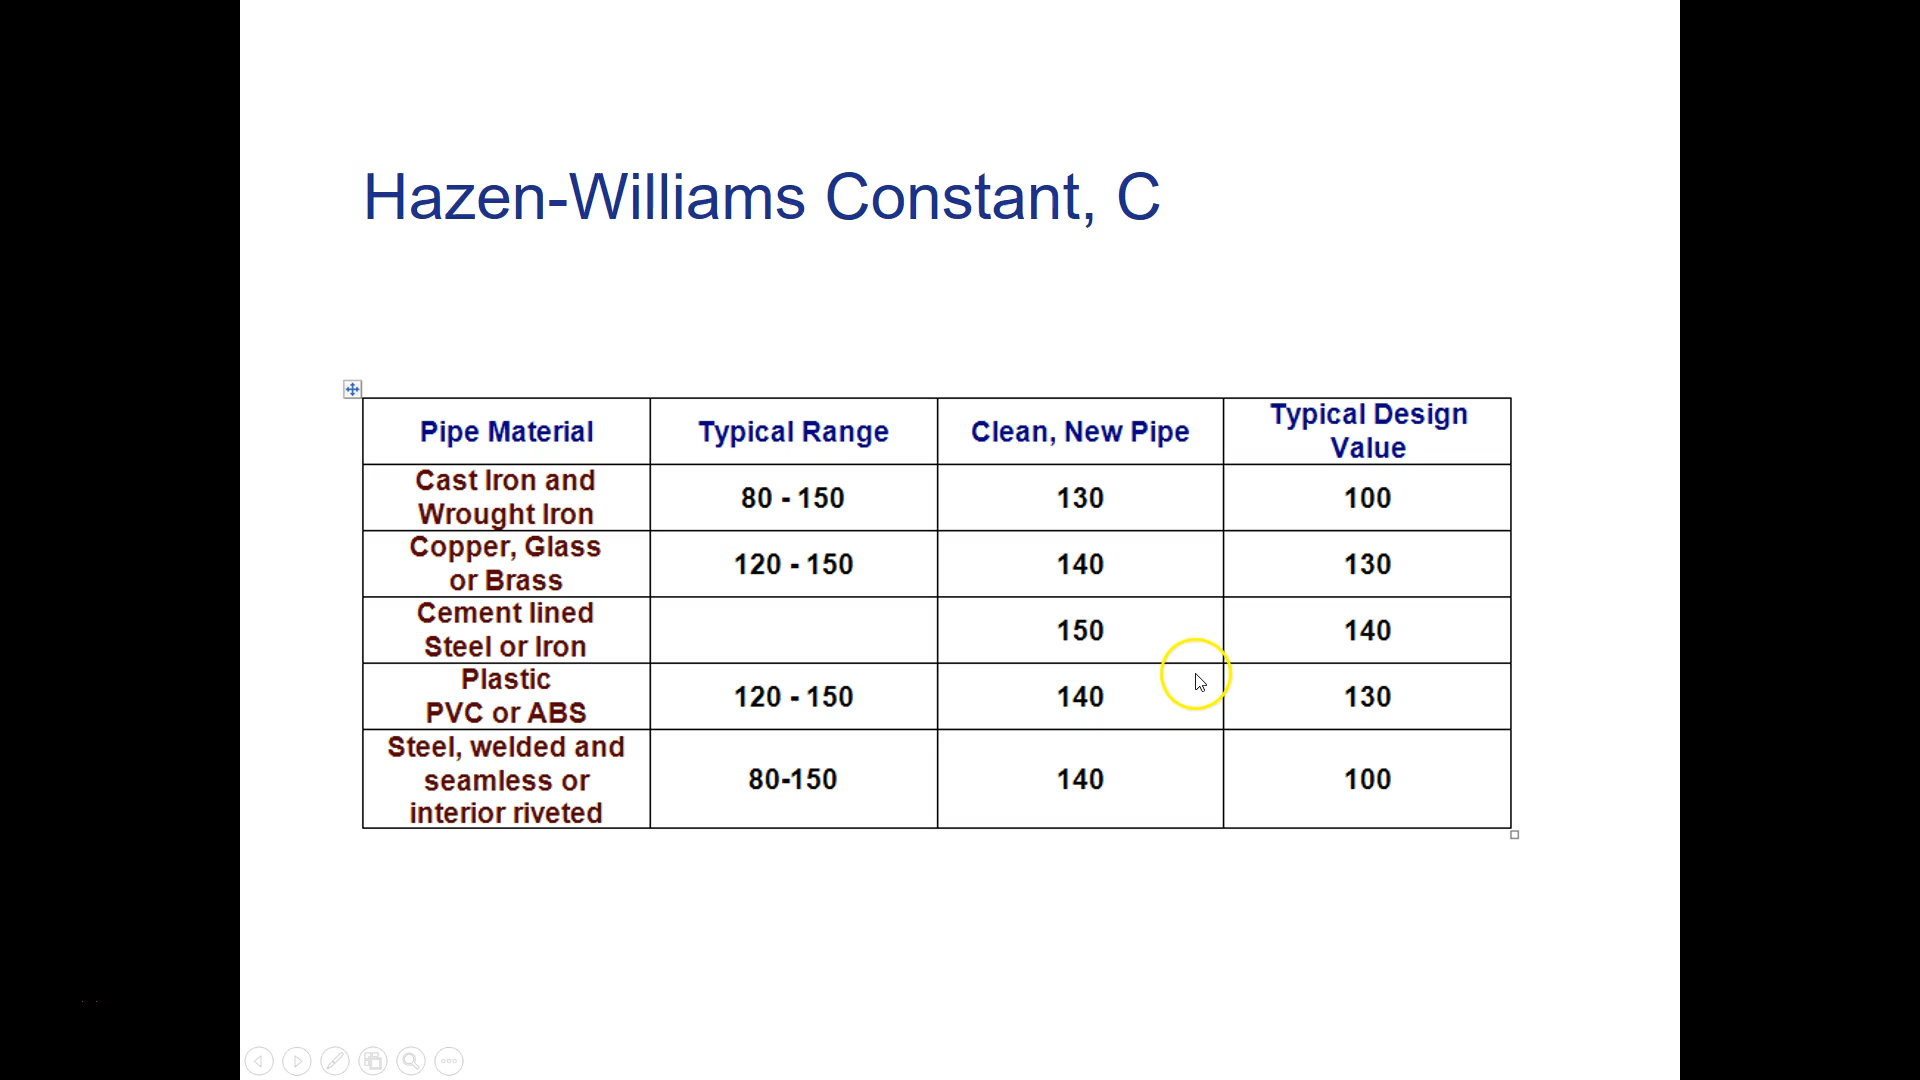 Hazen-Williams Constant, C
Pipe Material
Typical Range
Clean, New Pipe
Typical Design
Value
Cast Iron and
Wrought Iron
80 - 150
130
100
Copper, Glass
or Brass
120 - 150
140
130
Cement lined
Steel or Iron
150
140
Plastic
PVC or ABS
120 - 150
140
130
Steel, welded and
seamless or
interior riveted
80-150
140
100